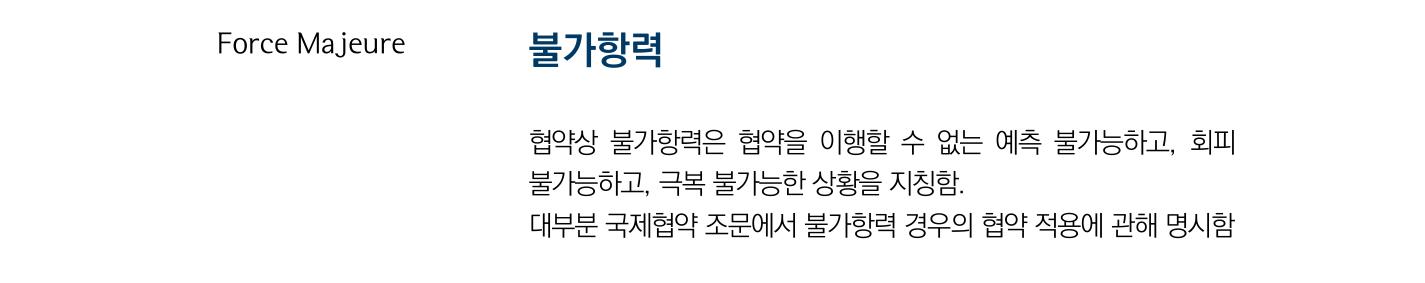 Force Majeure
불가항력
협약상 불가항력은 협약을 이행할 수 없는 예측 불가능하고, 회피
불가능하고, 극복 불가능한 상황을 지칭함.
대부분 국제협약 조문에서 불가항력 경우의 협약 적용에 관해 명시함